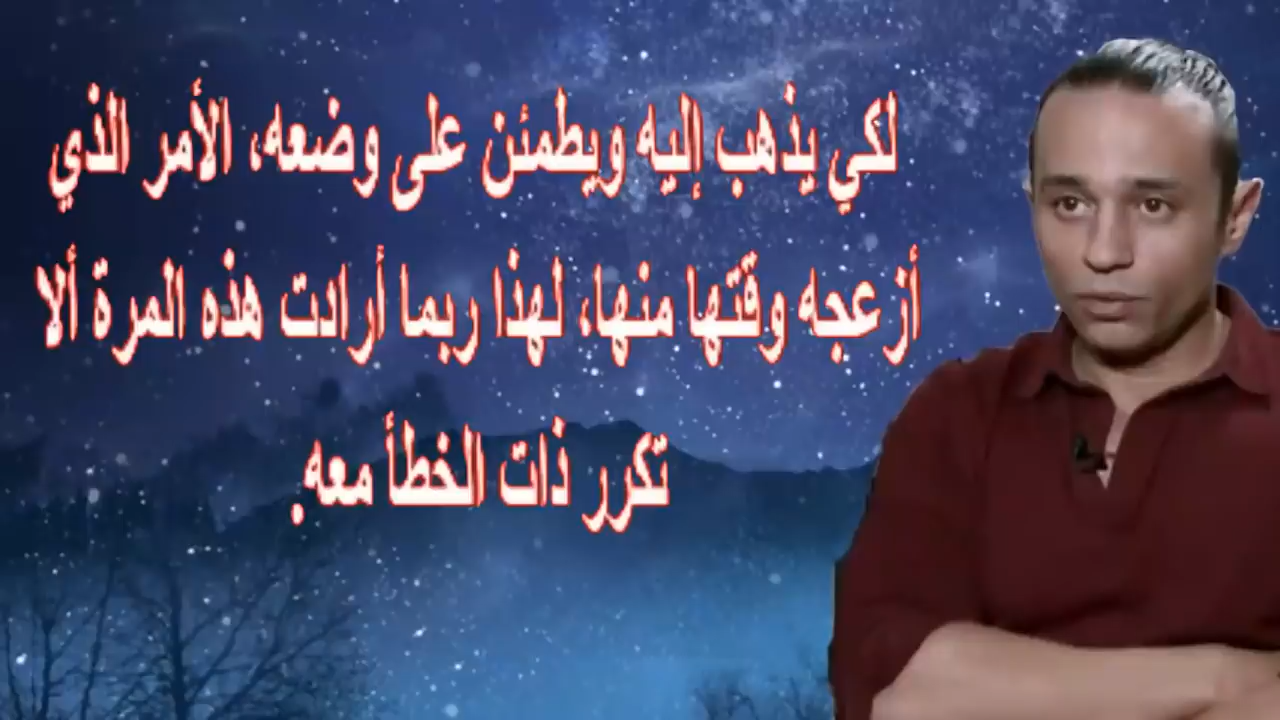 لكي يذهب إليه ويطمئن على وضعه، الأمر الذي
أزعجه وقتها منها، لهذا ربما أرادت هذه المرة ألا
تكرر ذات الخطأ معه.